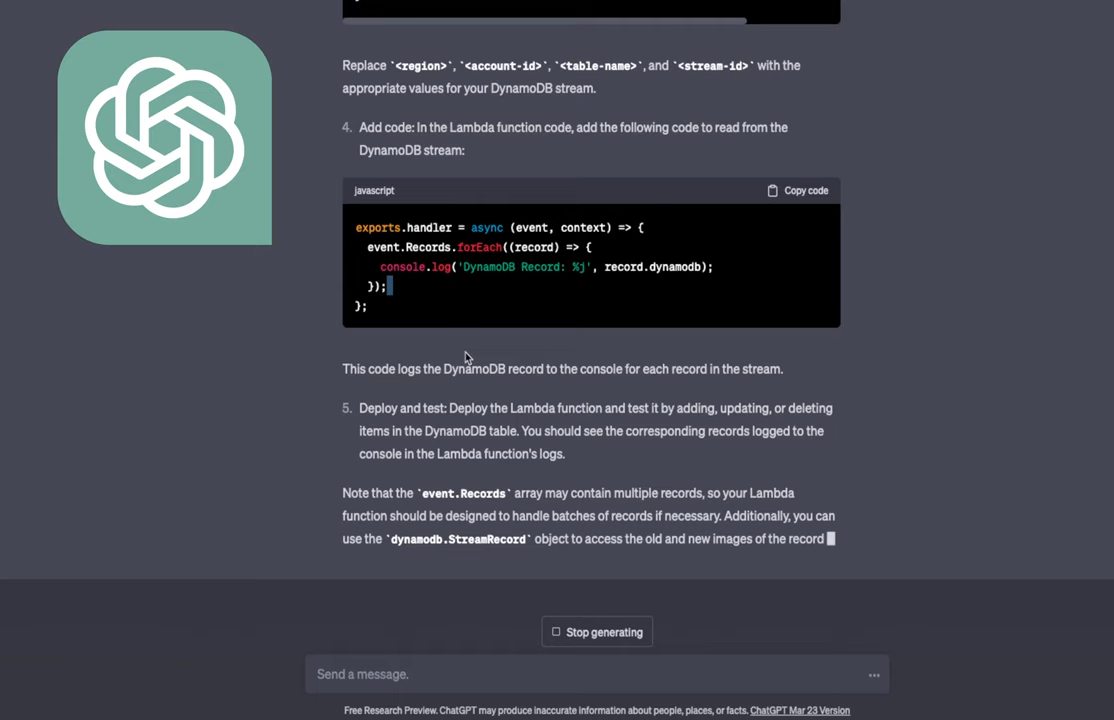 Replace `<region>`, `<account-id>`, `<table-name>`, and `<stream-id>` with the
appropriate values for your DynamoDB stream.
4. Add code: In the Lambda function code, add the following code to read from the
DynamoDB stream:
javascript Copy code
exports.handler = async (event, context) => {
  event.Records.forEach((record) => {
    console.log('DynamoDB Record: %j', record.dynamodb);
  });
};
This code logs the DynamoDB record to the console for each record in the stream.
5. Deploy and test: Deploy the Lambda function and test it by adding, updating, or deleting
items in the DynamoDB table. You should see the corresponding records logged to the
console in the Lambda function's logs.
Note that the `event.Records` array may contain multiple records, so your Lambda
function should be designed to handle batches of records if necessary. Additionally, you can
use the `dynamodb.StreamRecord` object to access the old and new images of the record
Stop generating
Send a message.
Free Research Preview. ChatGPT may produce inaccurate information about people, places, or facts. ChatGPT Mar 23 Version